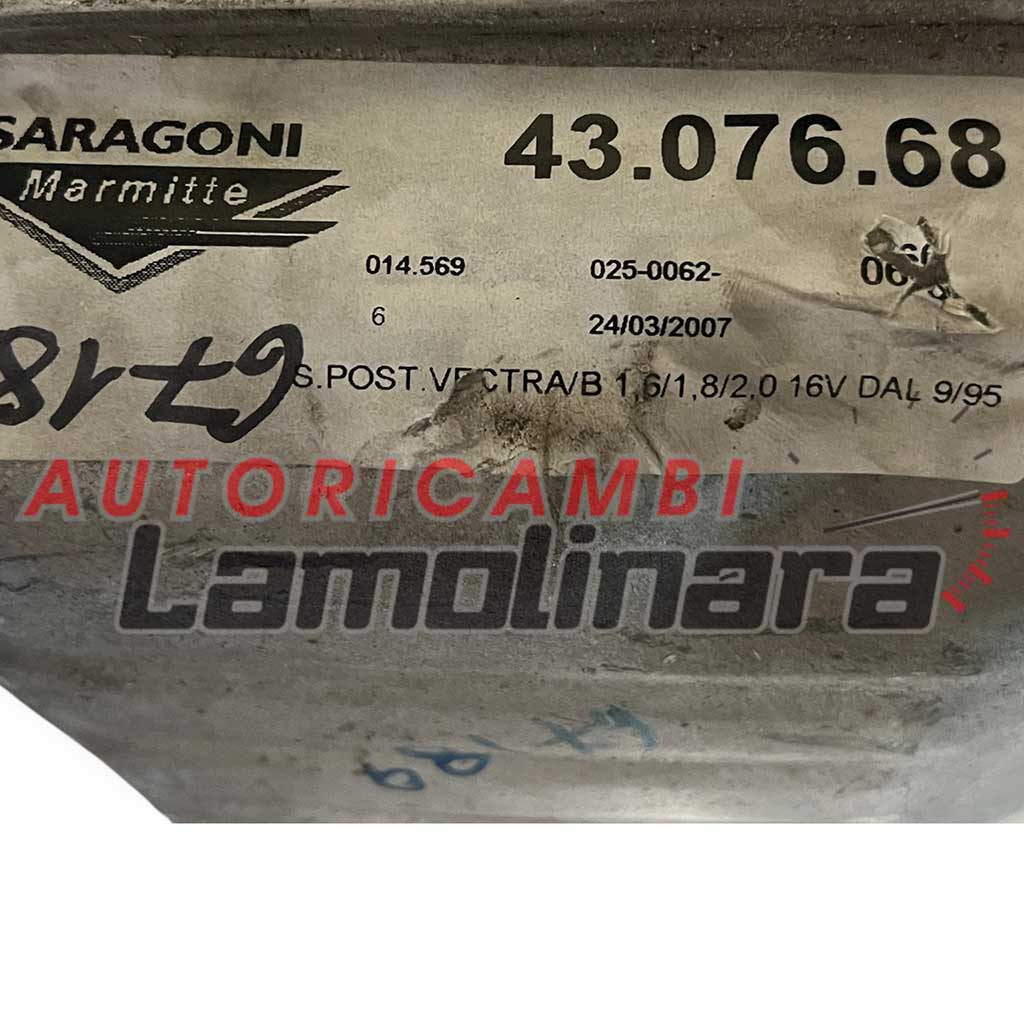 SARAGONI
Marmitte
43.076.68
014.569
025-0062-
6
24/03/2007
S.POST.VECTRA/B 1,6/1,8/2,0 16V DAL 9/95
6718
AUTORICAMBI
Lamolinara